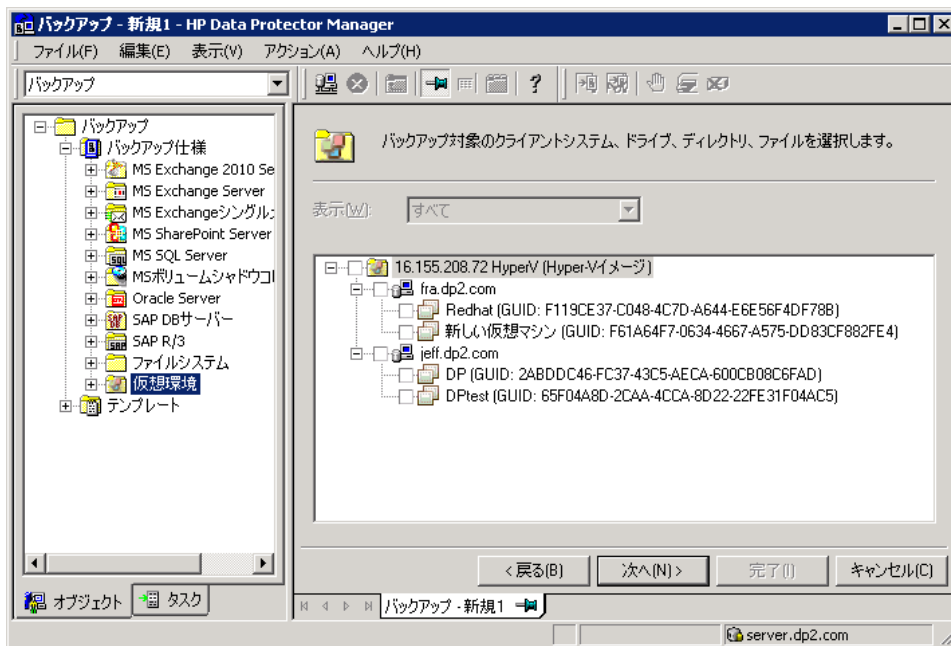 バックアップ - 新規1 - HP Data Protector Manager
ファイル(F) 編集(E) 表示(V) アクション(A) ヘルプ(H)
バックアップ
バックアップ
バックアップ仕様
MS Exchange 2010 Se
MS Exchange Server
MS Exchangeシングル
MS SharePoint Server
MS SQL Server
MSボリュームシャドウコピ
Oracle Server
SAP DBサーバー
SAP R/3
ファイルシステム
仮想環境
テンプレート
オブジェクト タスク
バックアップ対象のクライアントシステム、ドライブ、ディレクトリ、ファイルを選択します。
表示(W): すべて
16.155.208.72 HyperV (Hyper-Vイメージ)
fra.dp2.com
Redhat (GUID: F119CE37-C048-4C7D-A644-E6E56F4DF78B)
新しい仮想マシン (GUID: F61A64F7-0634-4667-A575-DD83CF882FE4)
jeff.dp2.com
DP (GUID: 2ABDDC46-FC37-43C5-AECA-600CB08C6FAD)
DPtest (GUID: 65F04A8D-2CAA-4CCA-8D22-22FE31F04AC5)
<戻る(B) 次へ(N)> 完了(I) キャンセル(C)
バックアップ - 新規1
server.dp2.com